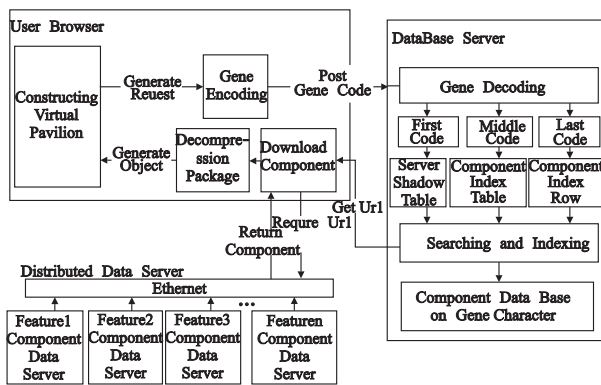 User Browser
Constructing
Virtual
Pavilion
Generate
Reuest
Gene
Encoding
Post
Gene Code
Generate
Object
Decompre-
ssion
Package
Download
Component
DataBase Server
Gene Decoding
First
Code
Middle
Code
Last
Code
Server
Shadow
Table
Component
Index
Table
Component
Index
Row
Searching and Indexing
Component Data Base
on Gene Character
Get Ur1
Requre Ur1
Return
Component
Distributed Data Server
Ethernet
...
Feature1
Component
Data
Server
Feature2
Component
Data
Server
Feature3
Component
Data
Server
Featuren
Component
Data
Server